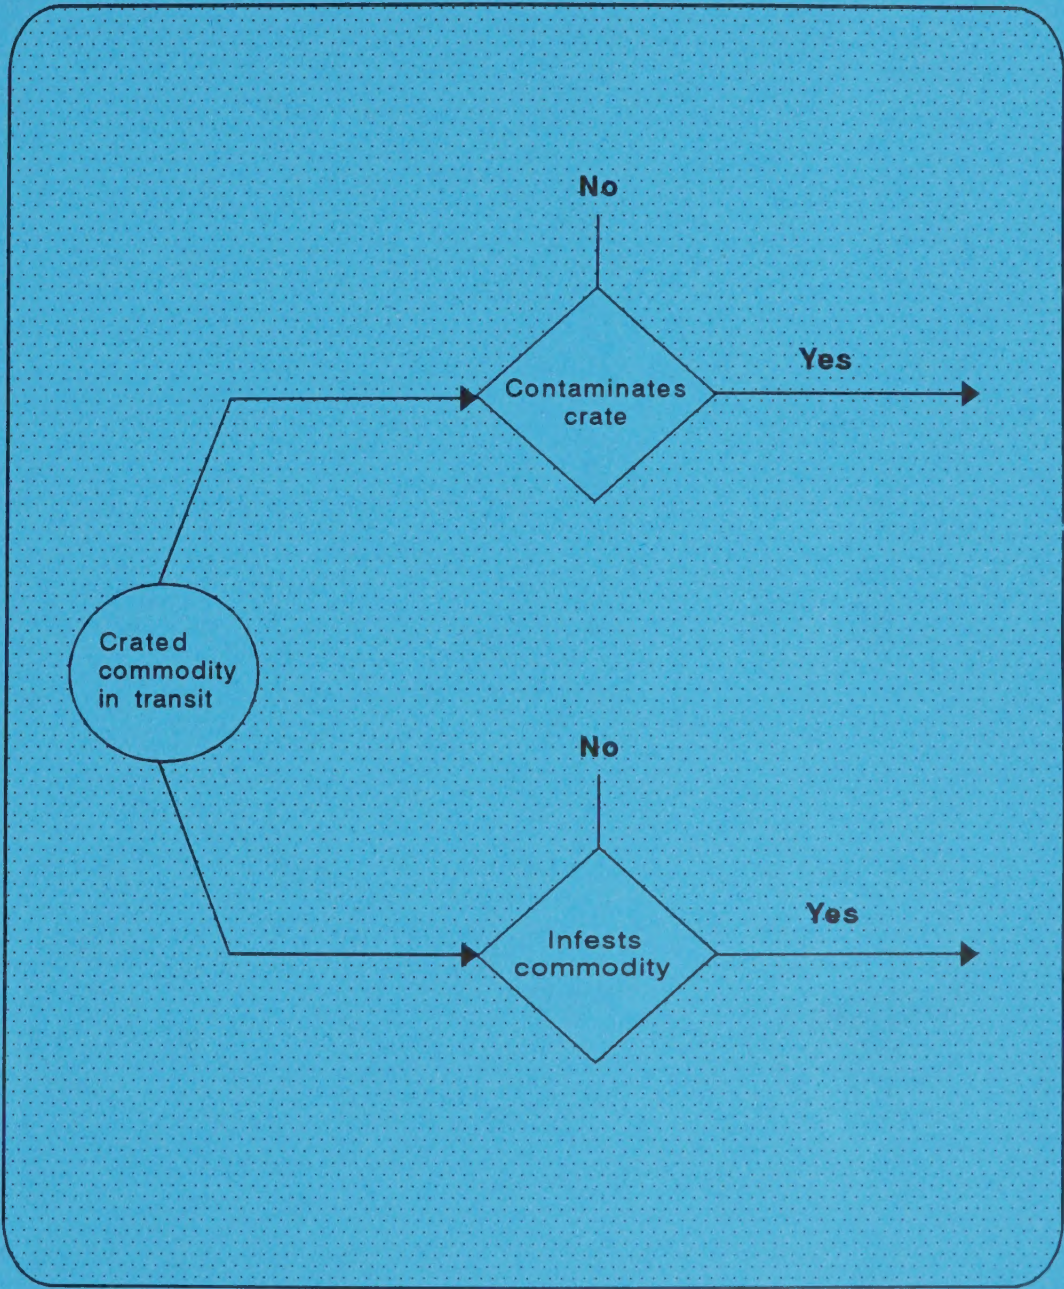 No
Yes
Contaminates
crate
Crated
commodity
in transit
No
Yes
Infests
commodity